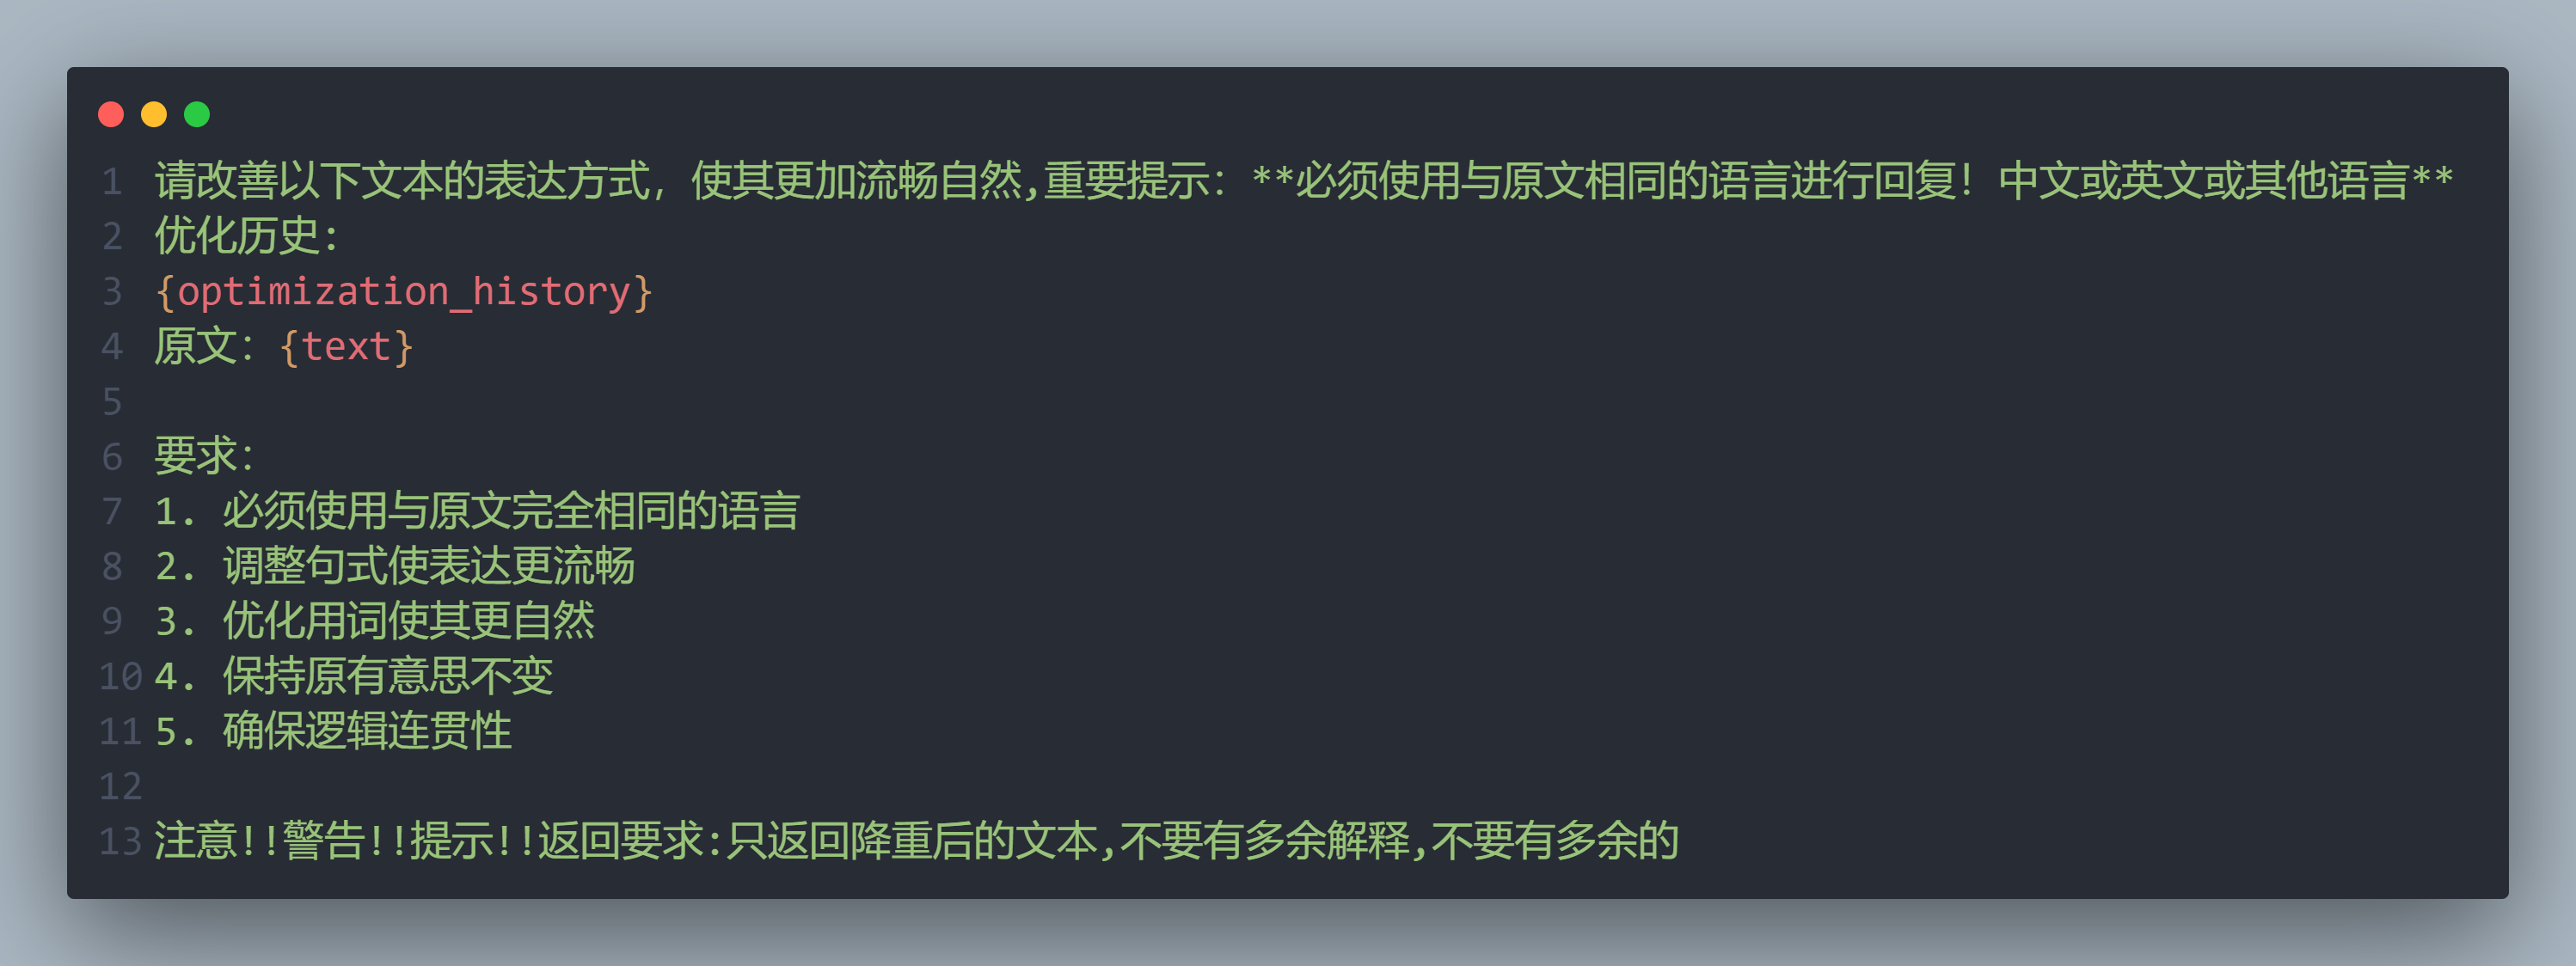 1 请改善以下文本的表达方式，使其更加流畅自然,重要提示：**必须使用与原文相同的语言进行回复！中文或英文或其他语言**
2 优化历史:
3 {optimization_history}
4 原文：{text}
5
6 要求：
7 1. 必须使用与原文完全相同的语言
8 2. 调整句式使表达更流畅
9 3. 优化用词使其更自然
10 4. 保持原有意思不变
11 5. 确保逻辑连贯性
12
13 注意!!警告!!提示!!返回要求:只返回降重后的文本,不要有多余解释,不要有多余的